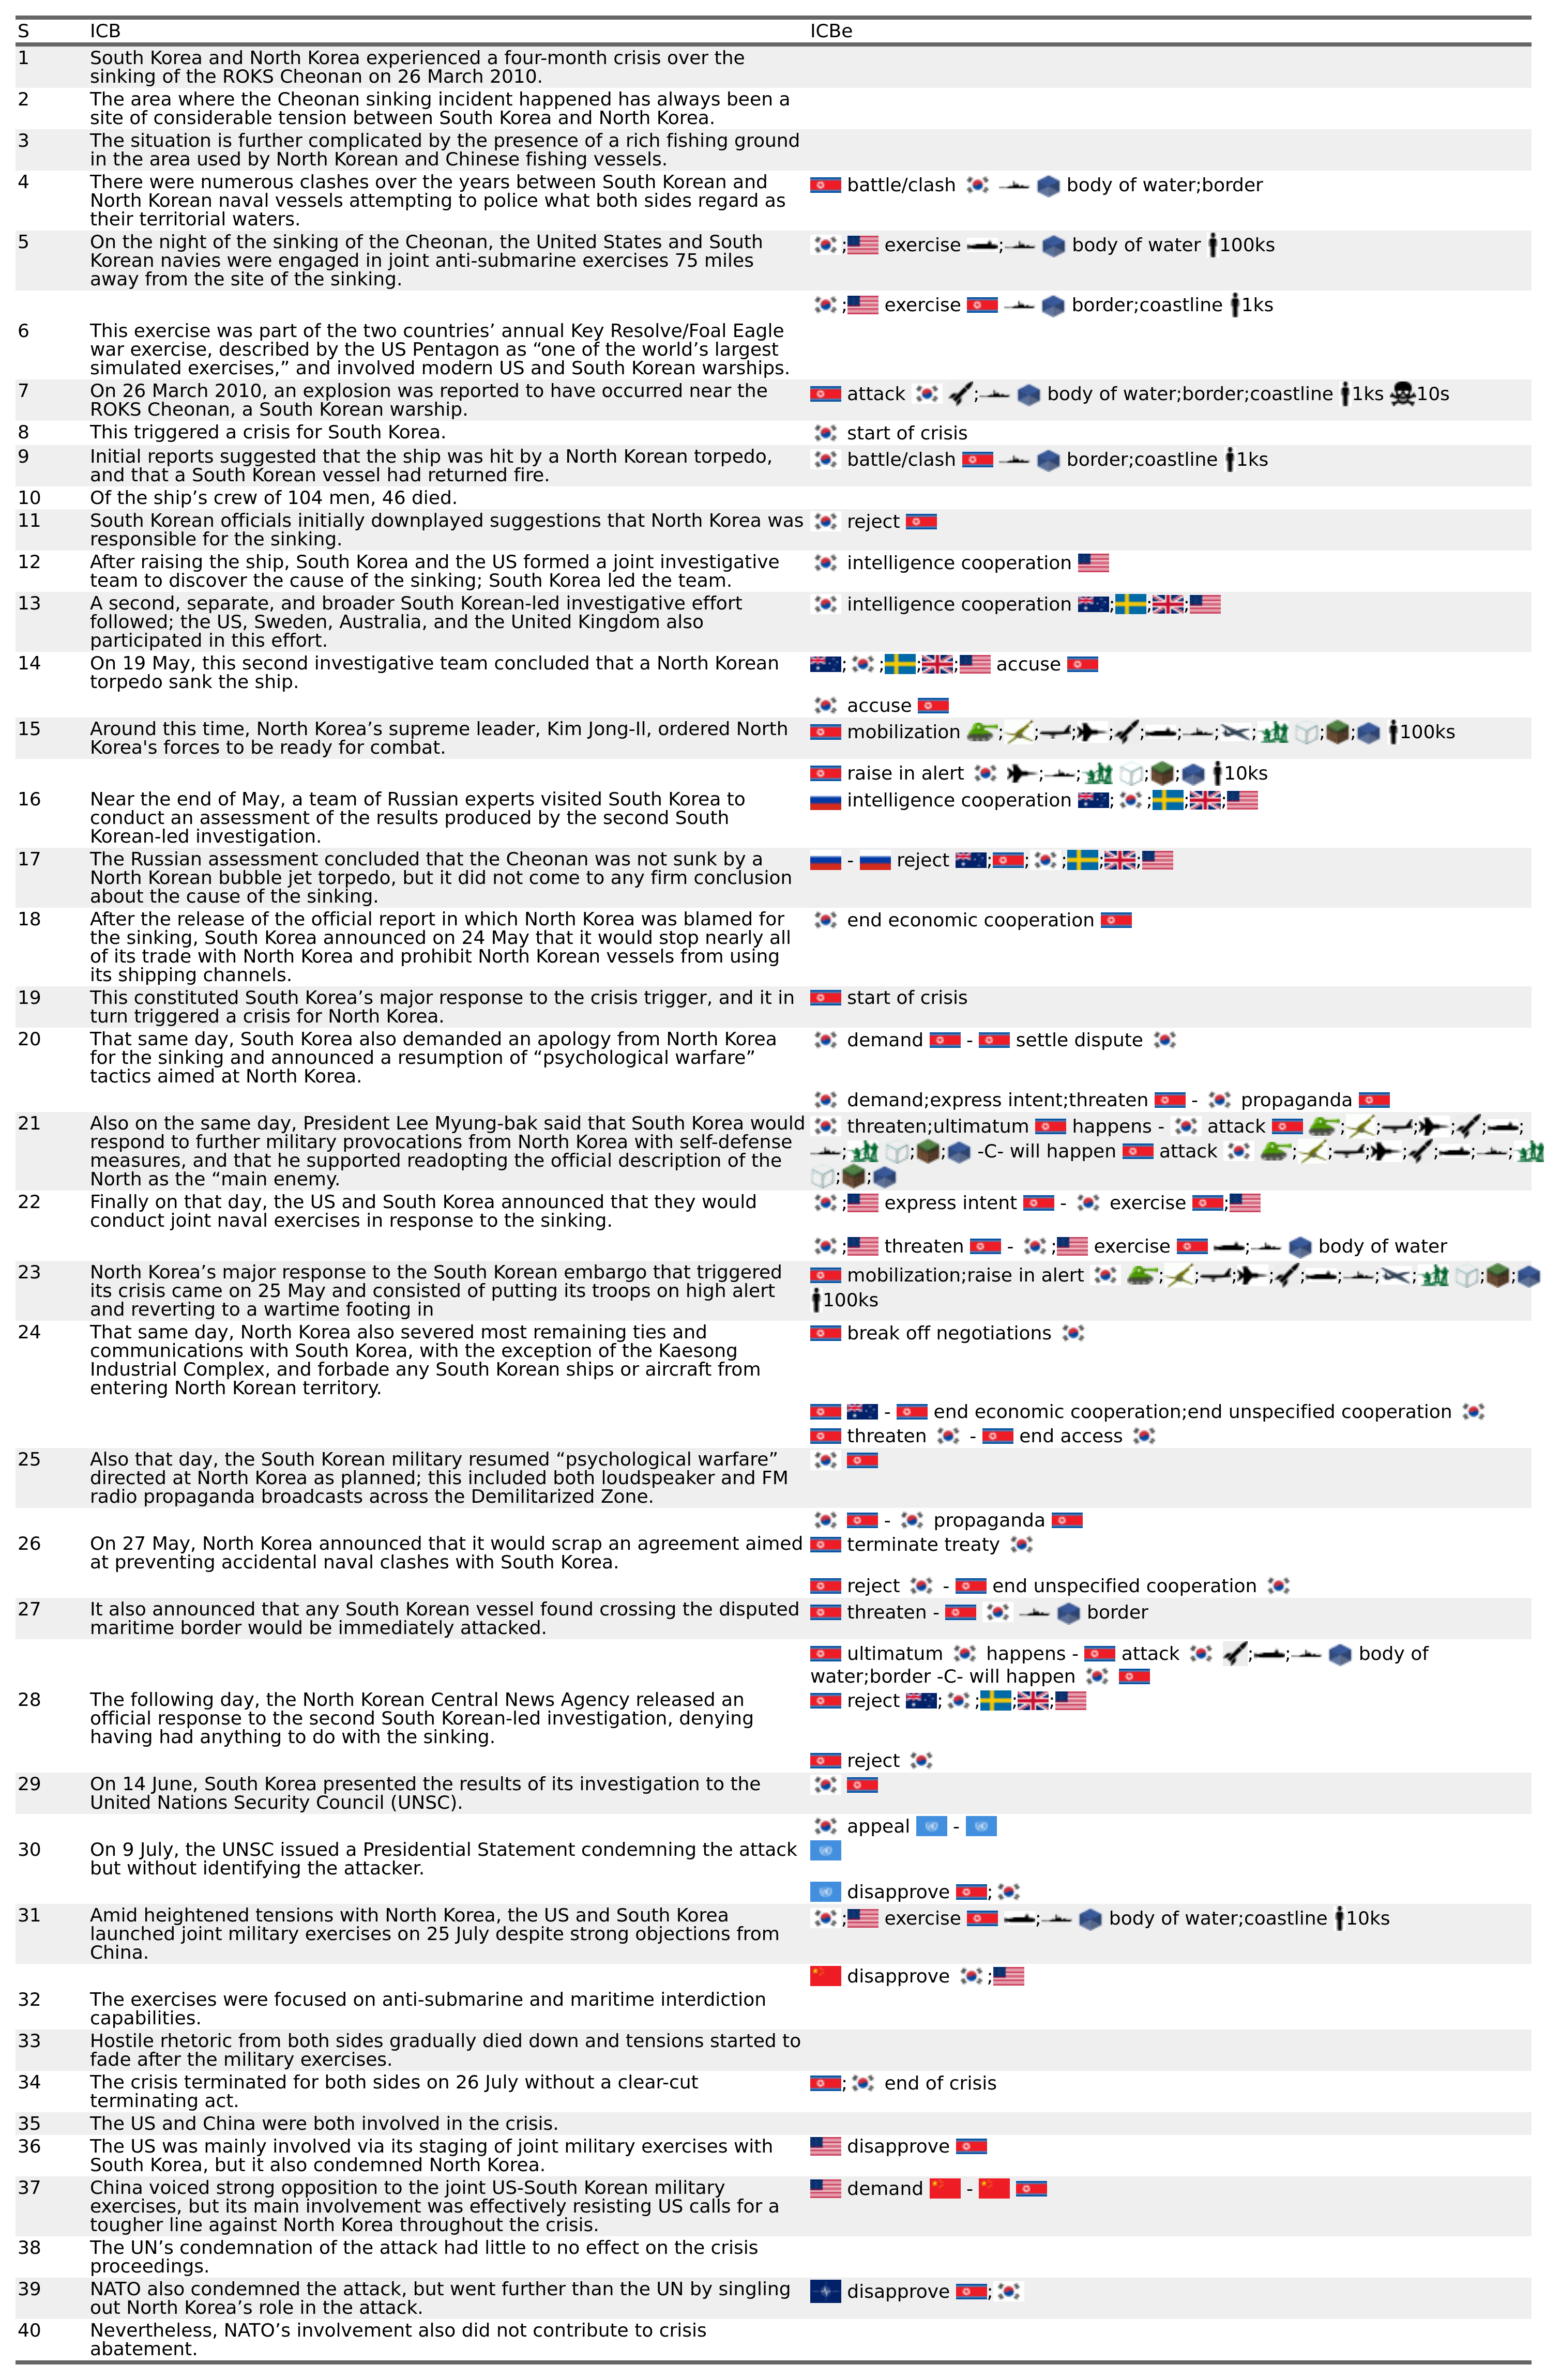 S ICB ICBe
1 South Korea and North Korea experienced a four-month crisis over the
sinking of the ROKS Cheonan on 26 March 2010.
2 The area where the Cheonan sinking incident happened has always been a
site of considerable tension between South Korea and North Korea.
3 The situation is further complicated by the presence of a rich fishing ground
in the area used by North Korean and Chinese fishing vessels.
4 There were numerous clashes over the years between South Korean and battle/clash body of water;border
North Korean naval vessels attempting to police what both sides regard as
their territorial waters.
5 On the night of the sinking of the Cheonan, the United States and South ; exercise ; body of water 100ks
Korean navies were engaged in joint anti-submarine exercises 75 miles
away from the site of the sinking.
; exercise border;coastline 1ks
6 This exercise was part of the two countries’ annual Key Resolve/Foal Eagle
war exercise, described by the US Pentagon as “one of the world’s largest
simulated exercises,” and involved modern US and South Korean warships.
7 On 26 March 2010, an explosion was reported to have occurred near the attack ; body of water;border;coastline 1ks 10s
ROKS Cheonan, a South Korean warship.
8 This triggered a crisis for South Korea. start of crisis
9 Initial reports suggested that the ship was hit by a North Korean torpedo, battle/clash border;coastline 1ks
and that a South Korean vessel had returned fire.
10 Of the ship’s crew of 104 men, 46 died.
11 South Korean officials initially downplayed suggestions that North Korea was reject
responsible for the sinking.
12 After raising the ship, South Korea and the US formed a joint investigative intelligence cooperation
team to discover the cause of the sinking; South Korea led the team.
13 A second, separate, and broader South Korean-led investigative effort intelligence cooperation ; ; ;
followed; the US, Sweden, Australia, and the United Kingdom also
participated in this effort.
14 On 19 May, this second investigative team concluded that a North Korean ; ; ; ; accuse
torpedo sank the ship.
accuse
15 Around this time, North Korea’s supreme leader, Kim Jong-Il, ordered North mobilization ; ; ; ; ; ; ; ; ; ; 100ks
Korea's forces to be ready for combat.
raise in alert ; ; ; ; 10ks
16 Near the end of May, a team of Russian experts visited South Korea to intelligence cooperation ; ; ; ;
conduct an assessment of the results produced by the second South
Korean-led investigation.
17 The Russian assessment concluded that the Cheonan was not sunk by a - reject ; ; ; ; ;
North Korean bubble jet torpedo, but it did not come to any firm conclusion
about the cause of the sinking.
18 After the release of the official report in which North Korea was blamed for end economic cooperation
the sinking, South Korea announced on 24 May that it would stop nearly all
of its trade with North Korea and prohibit North Korean vessels from using
its shipping channels.
19 This constituted South Korea’s major response to the crisis trigger, and it in start of crisis
turn triggered a crisis for North Korea.
20 That same day, South Korea also demanded an apology from North Korea demand - settle dispute
for the sinking and announced a resumption of “psychological warfare”
tactics aimed at North Korea.
demand;express intent;threaten - propaganda
21 Also on the same day, President Lee Myung-bak said that South Korea would threaten;ultimatum happens - attack ; ; ; ; ; ;
respond to further military provocations from North Korea with self-defense ; ; ; -C- will happen attack ; ; ; ; ; ; ;
measures, and that he supported readopting the official description of the
North as the “main enemy. ; ;
22 Finally on that day, the US and South Korea announced that they would ; express intent - exercise ;
conduct joint naval exercises in response to the sinking.
; threaten - ; exercise ; body of water
23 North Korea’s major response to the South Korean embargo that triggered mobilization;raise in alert ; ; ; ; ; ; ; ; ; ;
its crisis came on 25 May and consisted of putting its troops on high alert 100ks
and reverting to a wartime footing in
24 That same day, North Korea also severed most remaining ties and break off negotiations
communications with South Korea, with the exception of the Kaesong
Industrial Complex, and forbade any South Korean ships or aircraft from
entering North Korean territory.
- end economic cooperation;end unspecified cooperation
threaten - end access
25 Also that day, the South Korean military resumed “psychological warfare”
directed at North Korea as planned; this included both loudspeaker and FM
radio propaganda broadcasts across the Demilitarized Zone.
- propaganda
26 On 27 May, North Korea announced that it would scrap an agreement aimed terminate treaty
at preventing accidental naval clashes with South Korea.
reject - end unspecified cooperation
27 It also announced that any South Korean vessel found crossing the disputed threaten - border
maritime border would be immediately attacked.
ultimatum happens - attack ; ; body of
water;border -C- will happen
28 The following day, the North Korean Central News Agency released an reject ; ; ; ;
official response to the second South Korean-led investigation, denying
having had anything to do with the sinking.
reject
29 On 14 June, South Korea presented the results of its investigation to the
United Nations Security Council (UNSC).
appeal -
30 On 9 July, the UNSC issued a Presidential Statement condemning the attack
but without identifying the attacker.
disapprove ;
31 Amid heightened tensions with North Korea, the US and South Korea ; exercise ; body of water;coastline 10ks
launched joint military exercises on 25 July despite strong objections from
China.
disapprove ;
32 The exercises were focused on anti-submarine and maritime interdiction
capabilities.
33 Hostile rhetoric from both sides gradually died down and tensions started to
fade after the military exercises.
34 The crisis terminated for both sides on 26 July without a clear-cut ; end of crisis
terminating act.
35 The US and China were both involved in the crisis.
36 The US was mainly involved via its staging of joint military exercises with disapprove
South Korea, but it also condemned North Korea.
37 China voiced strong opposition to the joint US-South Korean military demand -
exercises, but its main involvement was effectively resisting US calls for a
tougher line against North Korea throughout the crisis.
38 The UN’s condemnation of the attack had little to no effect on the crisis
proceedings.
39 NATO also condemned the attack, but went further than the UN by singling disapprove ;
out North Korea’s role in the attack.
40 Nevertheless, NATO’s involvement also did not contribute to crisis
abatement.